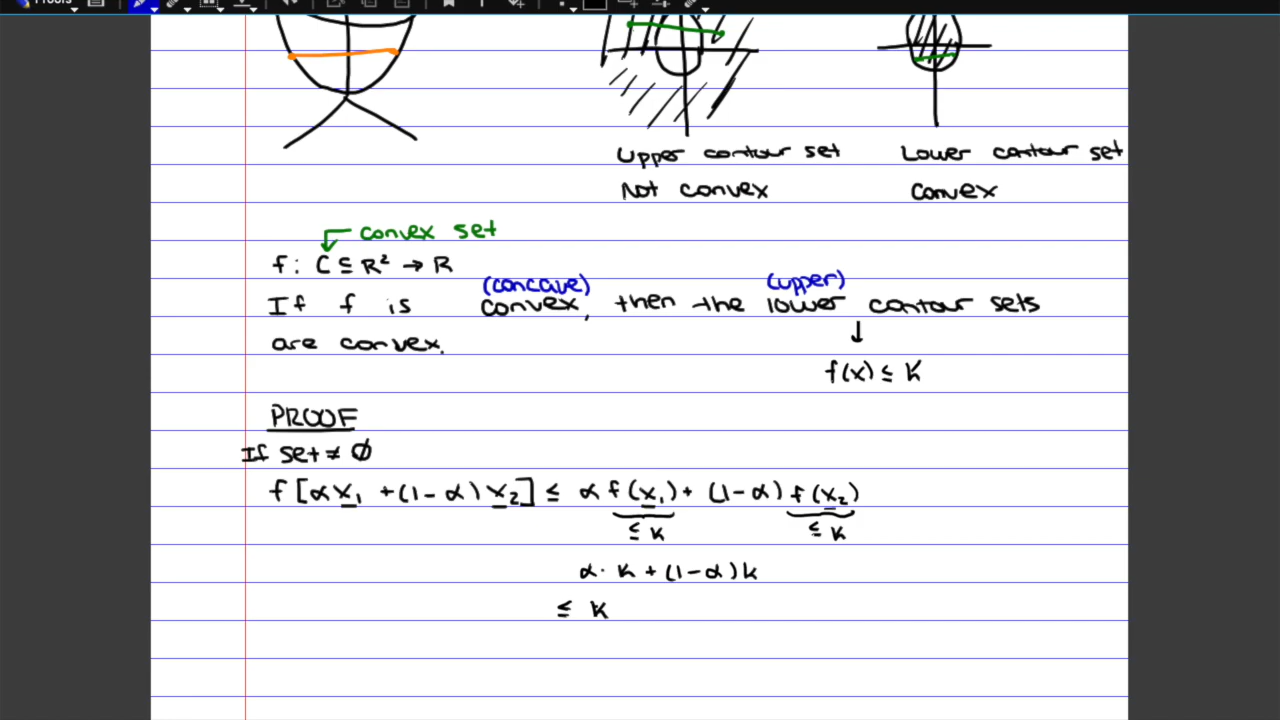 Proofs
Upper contour set
Not convex
Lower contour set
Convex
convex set
f: C ⊆ R² → R
(concave) (upper)
If f is convex, then the lower contour sets
are convex.
f(x) ≤ K
PROOF
If set ≠ Ø
f[αx₁ + (1-α)x₂] ≤ αf(x₁) + (1-α)f(x₂)
≤ K ≤ K
α· K + (1-α)K
≤ K